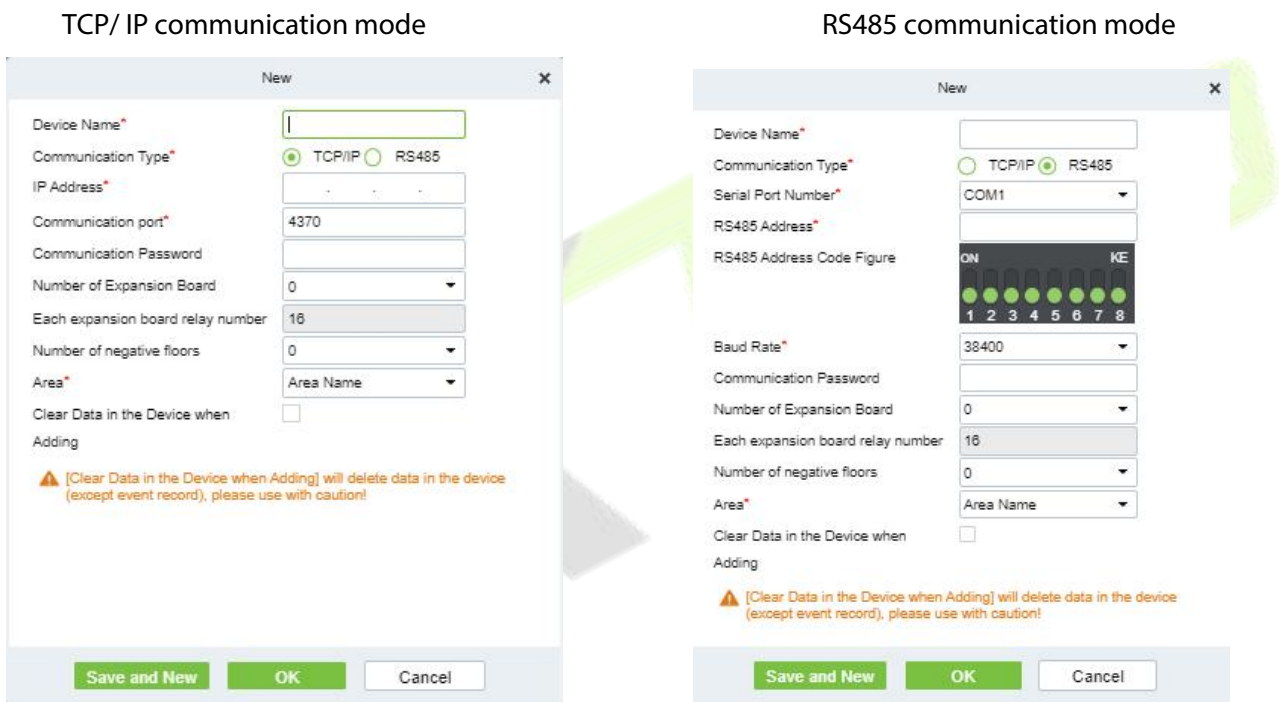 TCP/ IP communication mode
New
Device Name*
Communication Type* TCP/IP RS485
IP Address* . . .
Communication port* 4370
Communication Password
Number of Expansion Board 0
Each expansion board relay number 16
Number of negative floors 0
Area* Area Name
Clear Data in the Device when
Adding
[Clear Data in the Device when Adding] will delete data in the device
(except event record), please use with caution!
Save and New OK Cancel
RS485 communication mode
New
Device Name*
Communication Type* TCP/IP RS485
Serial Port Number* COM1
RS485 Address*
RS485 Address Code Figure ON KE
1 2 3 4 5 6 7 8
Baud Rate* 38400
Communication Password
Number of Expansion Board 0
Each expansion board relay number 16
Number of negative floors 0
Area* Area Name
Clear Data in the Device when
Adding
[Clear Data in the Device when Adding] will delete data in the device
(except event record), please use with caution!
Save and New OK Cancel